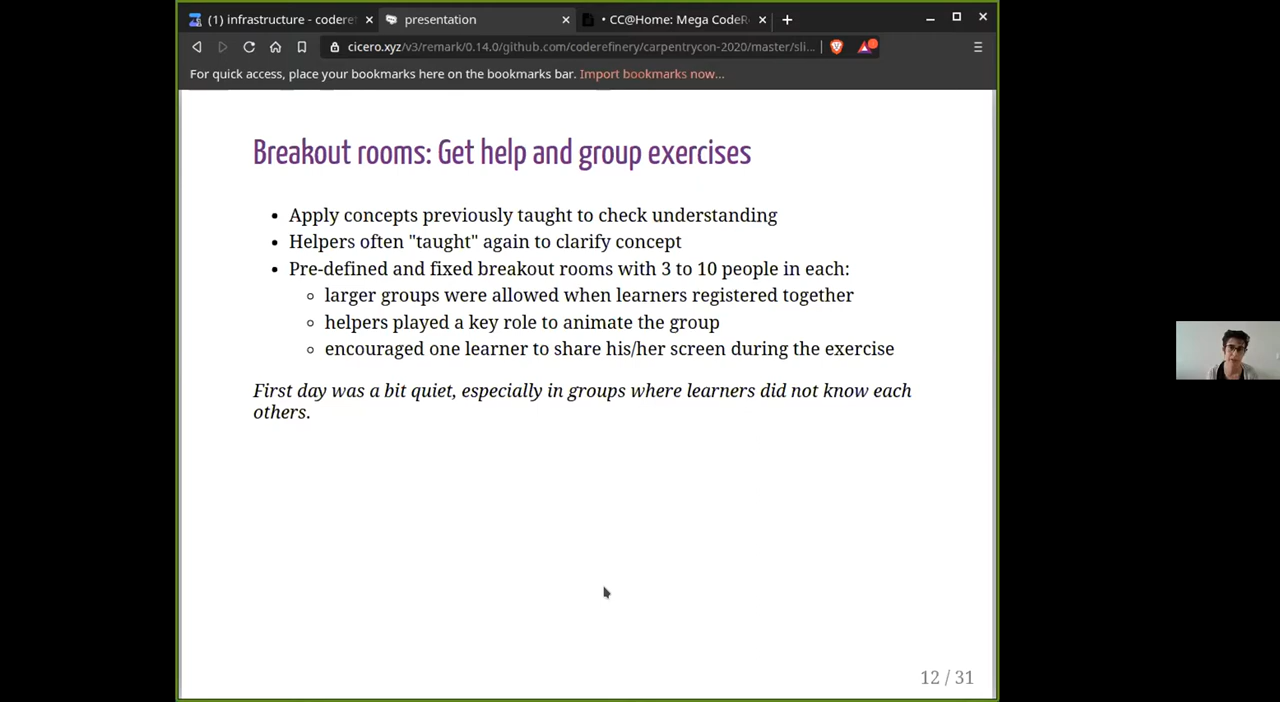 (1) infrastructure - coderef
presentation
• CC@Home: Mega CodeR
cicero.xyz/v3/remark/0.14.0/github.com/coderefinery/carpentrycon-2020/master/sli...
For quick access, place your bookmarks here on the bookmarks bar. Import bookmarks now...
Breakout rooms: Get help and group exercises
• Apply concepts previously taught to check understanding
• Helpers often "taught" again to clarify concept
• Pre-defined and fixed breakout rooms with 3 to 10 people in each:
◦ larger groups were allowed when learners registered together
◦ helpers played a key role to animate the group
◦ encouraged one learner to share his/her screen during the exercise
First day was a bit quiet, especially in groups where learners did not know each
others.
12 / 31